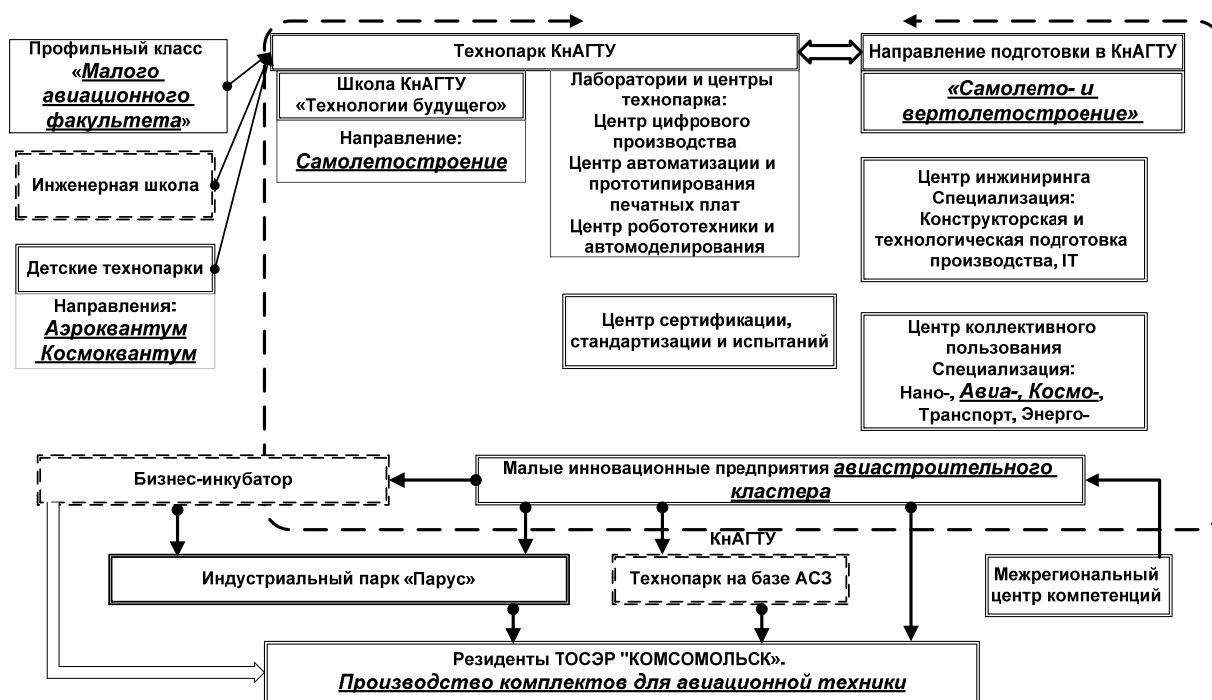 Профильный класс
«Малого
авиационного
факультета»
Инженерная школа
Детские технопарки
Направления:
Аэроквантум
Космоквантум
Технопарк КнАГТУ
Школа КнАГТУ
«Технологии будущего»
Направление:
Самолетостроение
Лаборатории и центры
технопарка:
Центр цифрового
производства
Центр автоматизации и
прототипирования
печатных плат
Центр робототехники и
автомоделирования
Направление подготовки в КнАГТУ
«Самолето- и
вертолетостроение»
Центр инжиниринга
Специализация:
Конструкторская и
технологическая подготовка
производства, IT
Центр сертификации,
стандартизации и испытаний
Центр коллективного
пользования
Специализация:
Нано-, Авиа-, Космо-,
Транспорт, Энерго-
Бизнес-инкубатор
Малые инновационные предприятия авиастроительного
кластера
КнАГТУ
Индустриальный парк «Парус»
Технопарк на базе АСЗ
Межрегиональный
центр компетенций
Резиденты ТОСЭР "КОМСОМОЛЬСК».
Производство комплектов для авиационной техники